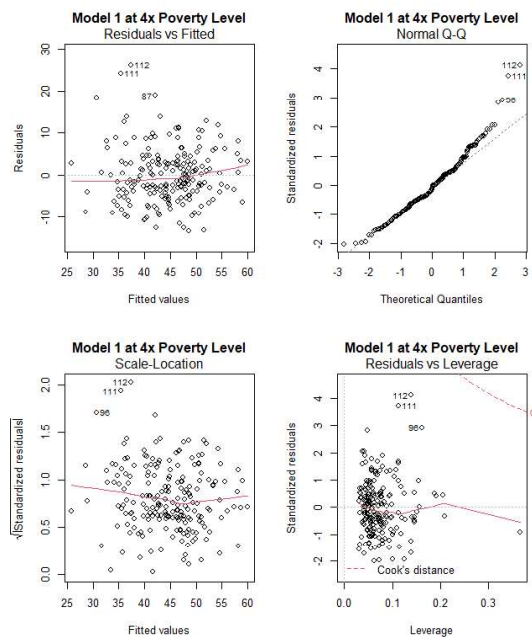 Model 1 at 4x Poverty Level
Residuals vs Fitted
Residuals
30
20
10
0
-10
112
111
87
25 30 35 40 45 50 55 60
Fitted values
Model 1 at 4x Poverty Level
Normal Q-Q
Standardized residuals
4
3
2
1
0
-1
-2
112
111
96
-3 -2 -1 0 1 2 3
Theoretical Quantiles
Model 1 at 4x Poverty Level
Scale-Location
√|Standardized residuals|
2.0
1.5
1.0
0.5
0.0
112
111
96
25 30 35 40 45 50 55 60
Fitted values
Model 1 at 4x Poverty Level
Residuals vs Leverage
Standardized residuals
5
4
3
2
1
0
-1
-2
112
111
96
Cook's distance
0.0 0.1 0.2 0.3
Leverage